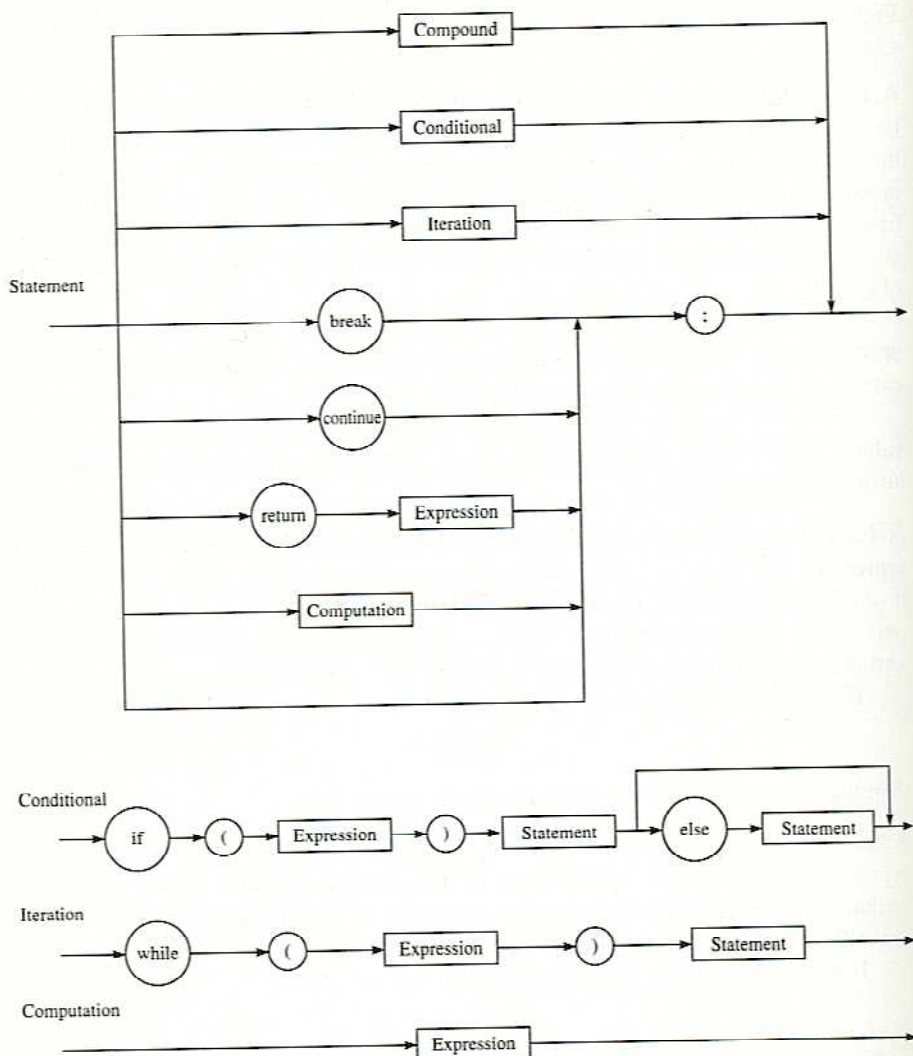 Compound
Conditional
Iteration
Statement
break
;
continue
return Expression
Computation
Conditional
if ( Expression ) Statement else Statement
Iteration
while ( Expression ) Statement
Computation
Expression